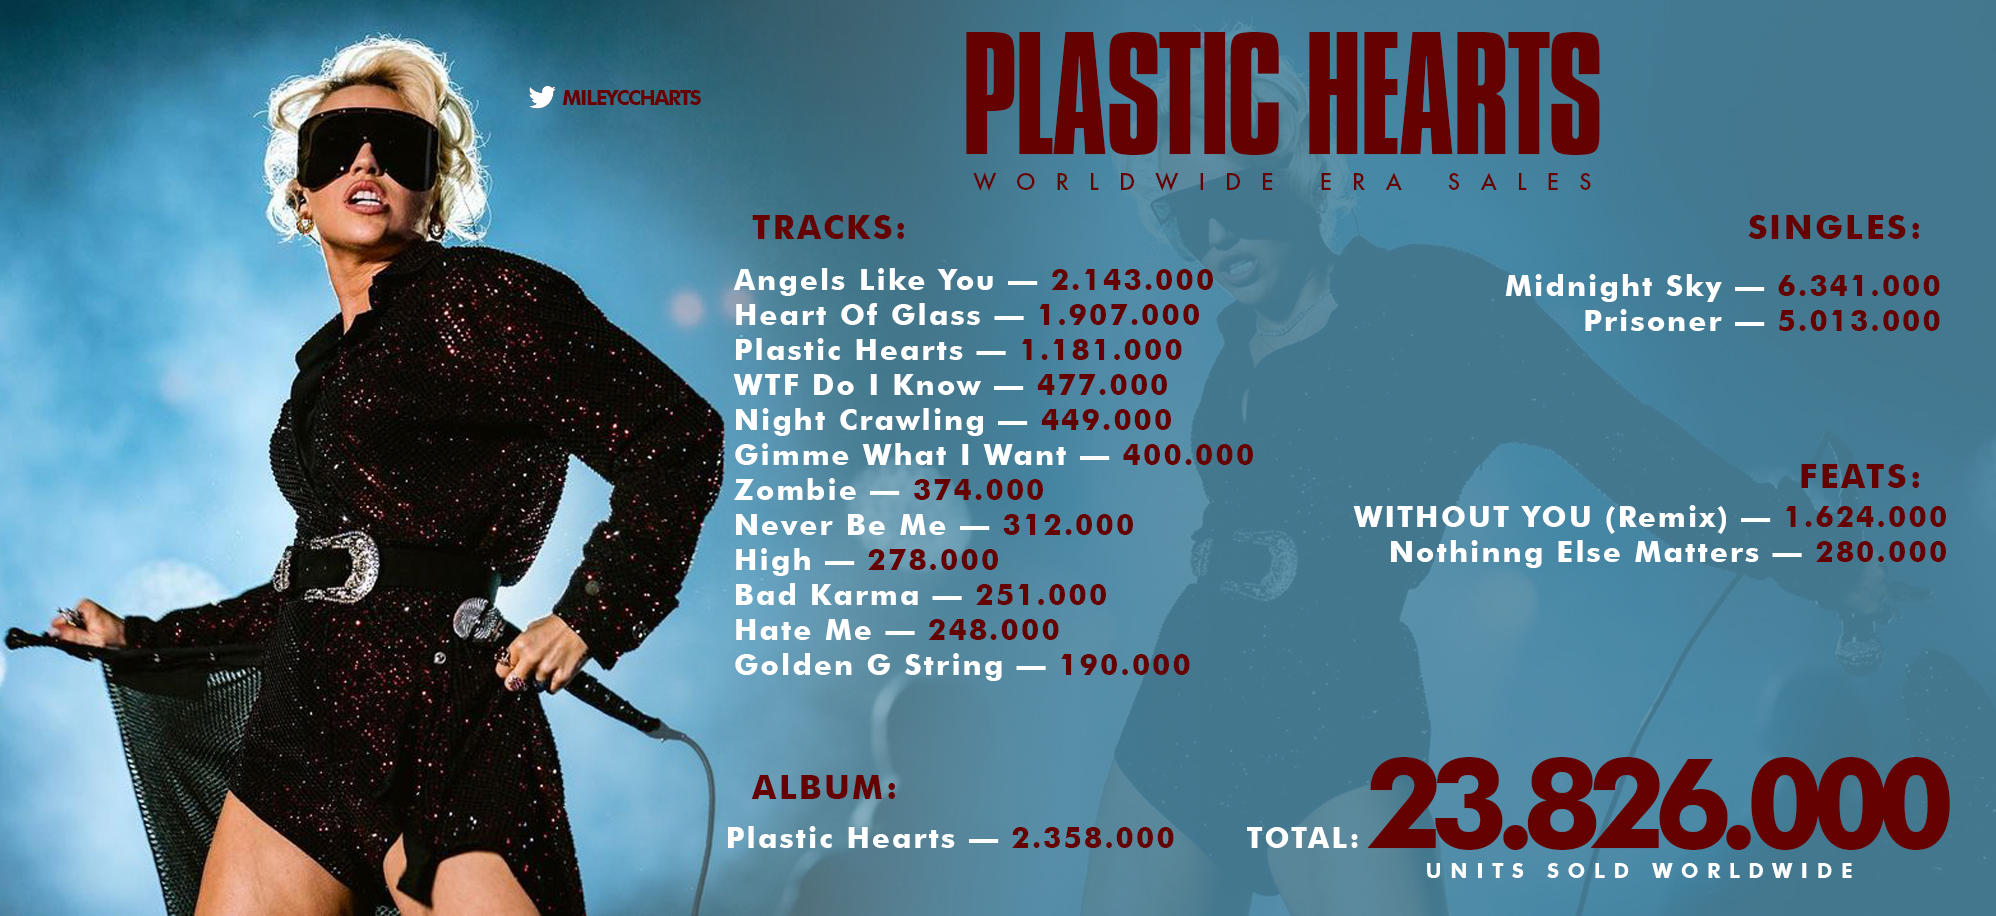 MILEYCCHARTS
PLASTIC HEARTS
WORLDWIDE ERA SALES
TRACKS:
Angels Like You — 2.143.000
Heart Of Glass — 1.907.000
Plastic Hearts — 1.181.000
WTF Do I Know — 477.000
Night Crawling — 449.000
Gimme What I Want — 400.000
Zombie — 374.000
Never Be Me — 312.000
High — 278.000
Bad Karma — 251.000
Hate Me — 248.000
Golden G String — 190.000
SINGLES:
Midnight Sky — 6.341.000
Prisoner — 5.013.000
FEATS:
WITHOUT YOU (Remix) — 1.624.000
Nothinng Else Matters — 280.000
ALBUM:
Plastic Hearts — 2.358.000
TOTAL: 23.826.000
UNITS SOLD WORLDWIDE